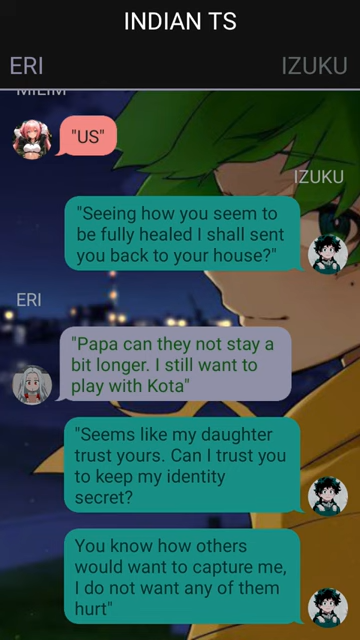 INDIAN TS
ERI
IZUKU
MILIM
"US"
IZUKU
"Seeing how you seem to
be fully healed I shall sent
you back to your house?"
ERI
"Papa can they not stay a
bit longer. I still want to
play with Kota"
"Seems like my daughter
trust yours. Can I trust you
to keep my identity
secret?
You know how others
would want to capture me,
I do not want any of them
hurt"